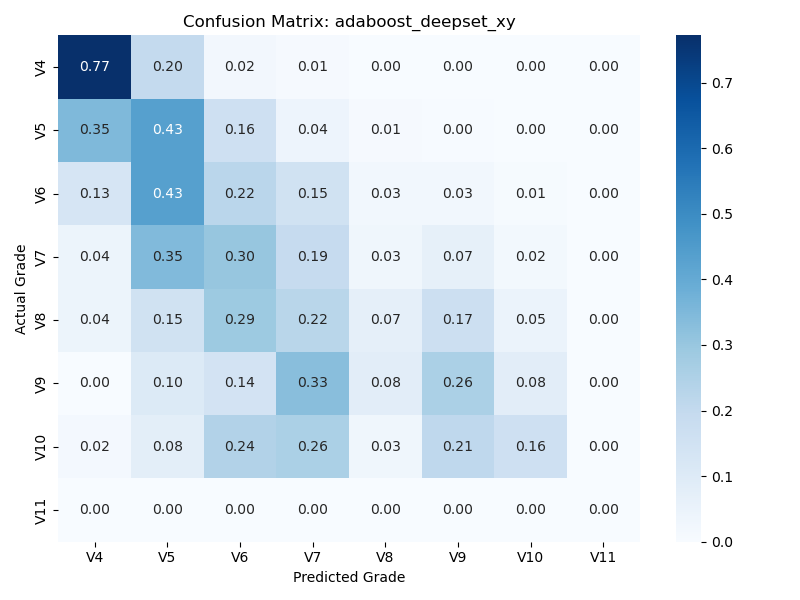 Confusion Matrix: adaboost_deepset_xy
Actual Grade
V4 0.77 0.20 0.02 0.01 0.00 0.00 0.00 0.00
V5 0.35 0.43 0.16 0.04 0.01 0.00 0.00 0.00
V6 0.13 0.43 0.22 0.15 0.03 0.03 0.01 0.00
V7 0.04 0.35 0.30 0.19 0.03 0.07 0.02 0.00
V8 0.04 0.15 0.29 0.22 0.07 0.17 0.05 0.00
V9 0.00 0.10 0.14 0.33 0.08 0.26 0.08 0.00
V10 0.02 0.08 0.24 0.26 0.03 0.21 0.16 0.00
V11 0.00 0.00 0.00 0.00 0.00 0.00 0.00 0.00
V4 V5 V6 V7 V8 V9 V10 V11
Predicted Grade
0.7
0.6
0.5
0.4
0.3
0.2
0.1
0.0